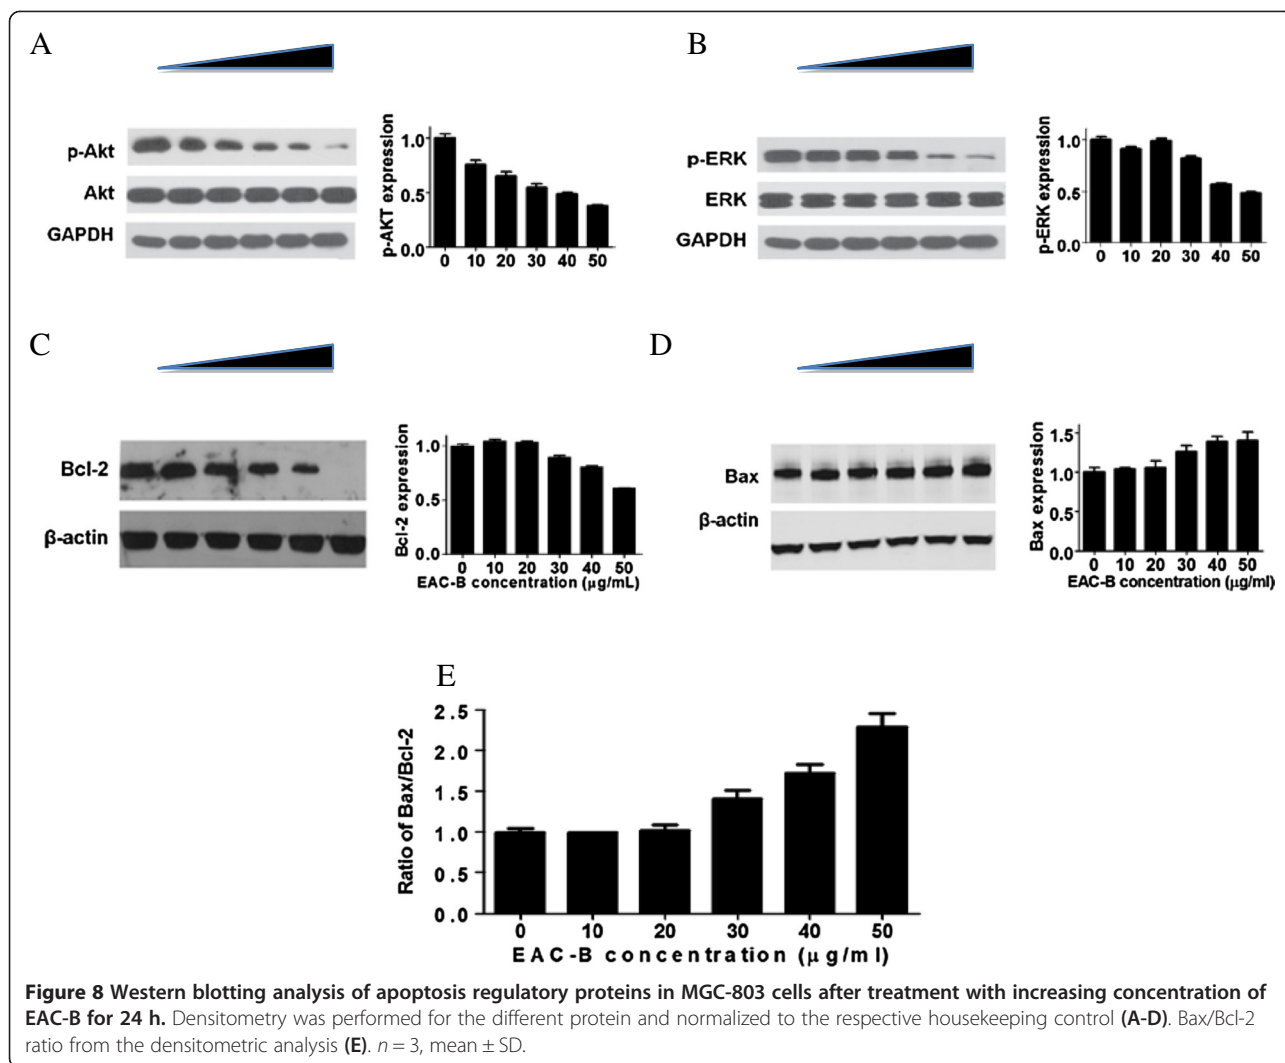 A
p-Akt
Akt
GAPDH
p-AKT expression
1.0
0.5
0.0
0 10 20 30 40 50
B
p-ERK
ERK
GAPDH
p-ERK expression
1.0
0.5
0.0
0 10 20 30 40 50
C
Bcl-2
β-actin
Bcl-2 expression
1.0
0.5
0.0
0 10 20 30 40 50
EAC-B concentration (μg/mL)
D
Bax
β-actin
Bax expression
1.5
1.0
0.5
0.0
0 10 20 30 40 50
EAC-B concentration (μg/ml)
E
Ratio of Bax/Bcl-2
2.5
2.0
1.5
1.0
0.5
0.0
0 10 20 30 40 50
EAC-B concentration (μ g/ml)
Figure 8 Western blotting analysis of apoptosis regulatory proteins in MGC-803 cells after treatment with increasing concentration of
EAC-B for 24 h. Densitometry was performed for the different protein and normalized to the respective housekeeping control (A-D). Bax/Bcl-2
ratio from the densitometric analysis (E). n = 3, mean ± SD.